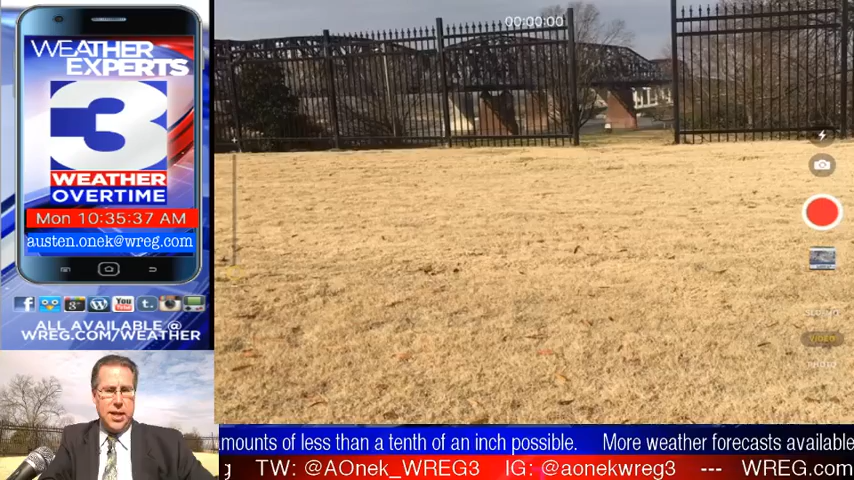 WEATHER
EXPERTS
3
WEATHER
OVERTIME
Mon 10:35:37 AM
austen.onek@wreg.com
ALL AVAILABLE @
WREG.COM/WEATHER
00:00:00
VIDEO
PHOTO
mounts of less than a tenth of an inch possible. More weather forecasts available
g TW: @AOnek_WREG3 IG: @aonekwreg3 --- WREG.com